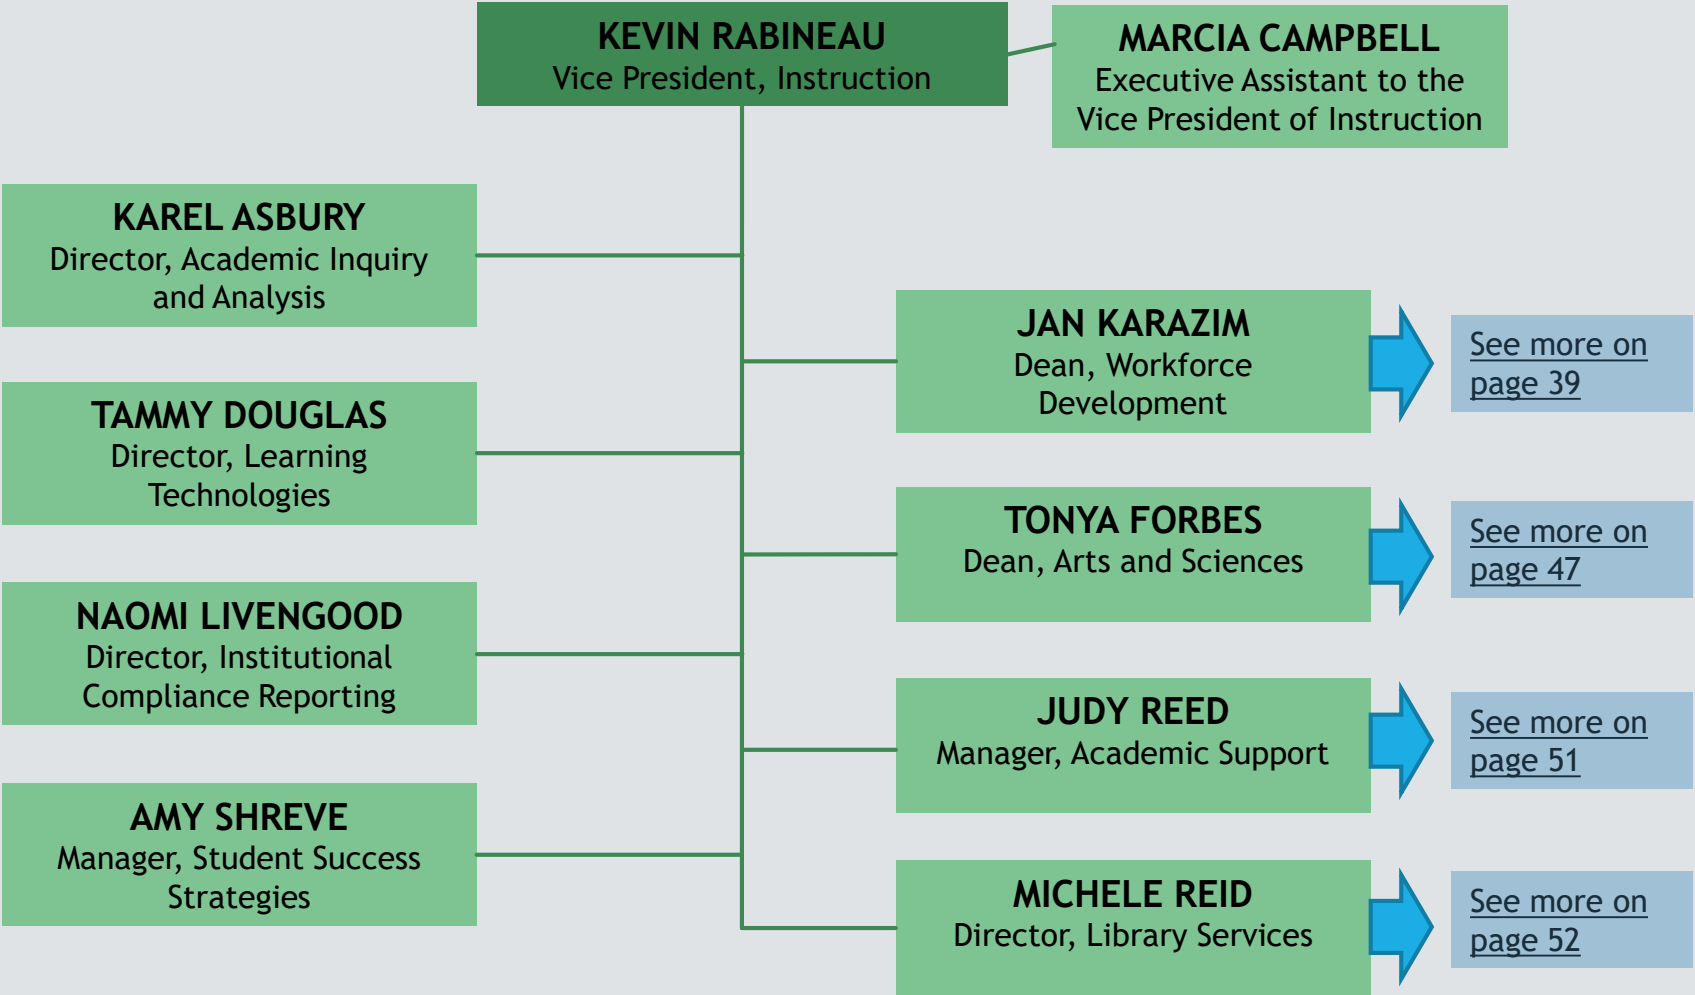 KEVIN RABINEAU
Vice President, Instruction
MARCIA CAMPBELL
Executive Assistant to the
Vice President of Instruction
KAREL ASBURY
Director, Academic Inquiry
and Analysis
TAMMY DOUGLAS
Director, Learning
Technologies
NAOMI LIVENGOOD
Director, Institutional
Compliance Reporting
AMY SHREVE
Manager, Student Success
Strategies
JAN KARAZIM
Dean, Workforce
Development
See more on
page 39
TONYA FORBES
Dean, Arts and Sciences
See more on
page 47
JUDY REED
Manager, Academic Support
See more on
page 51
MICHELE REID
Director, Library Services
See more on
page 52